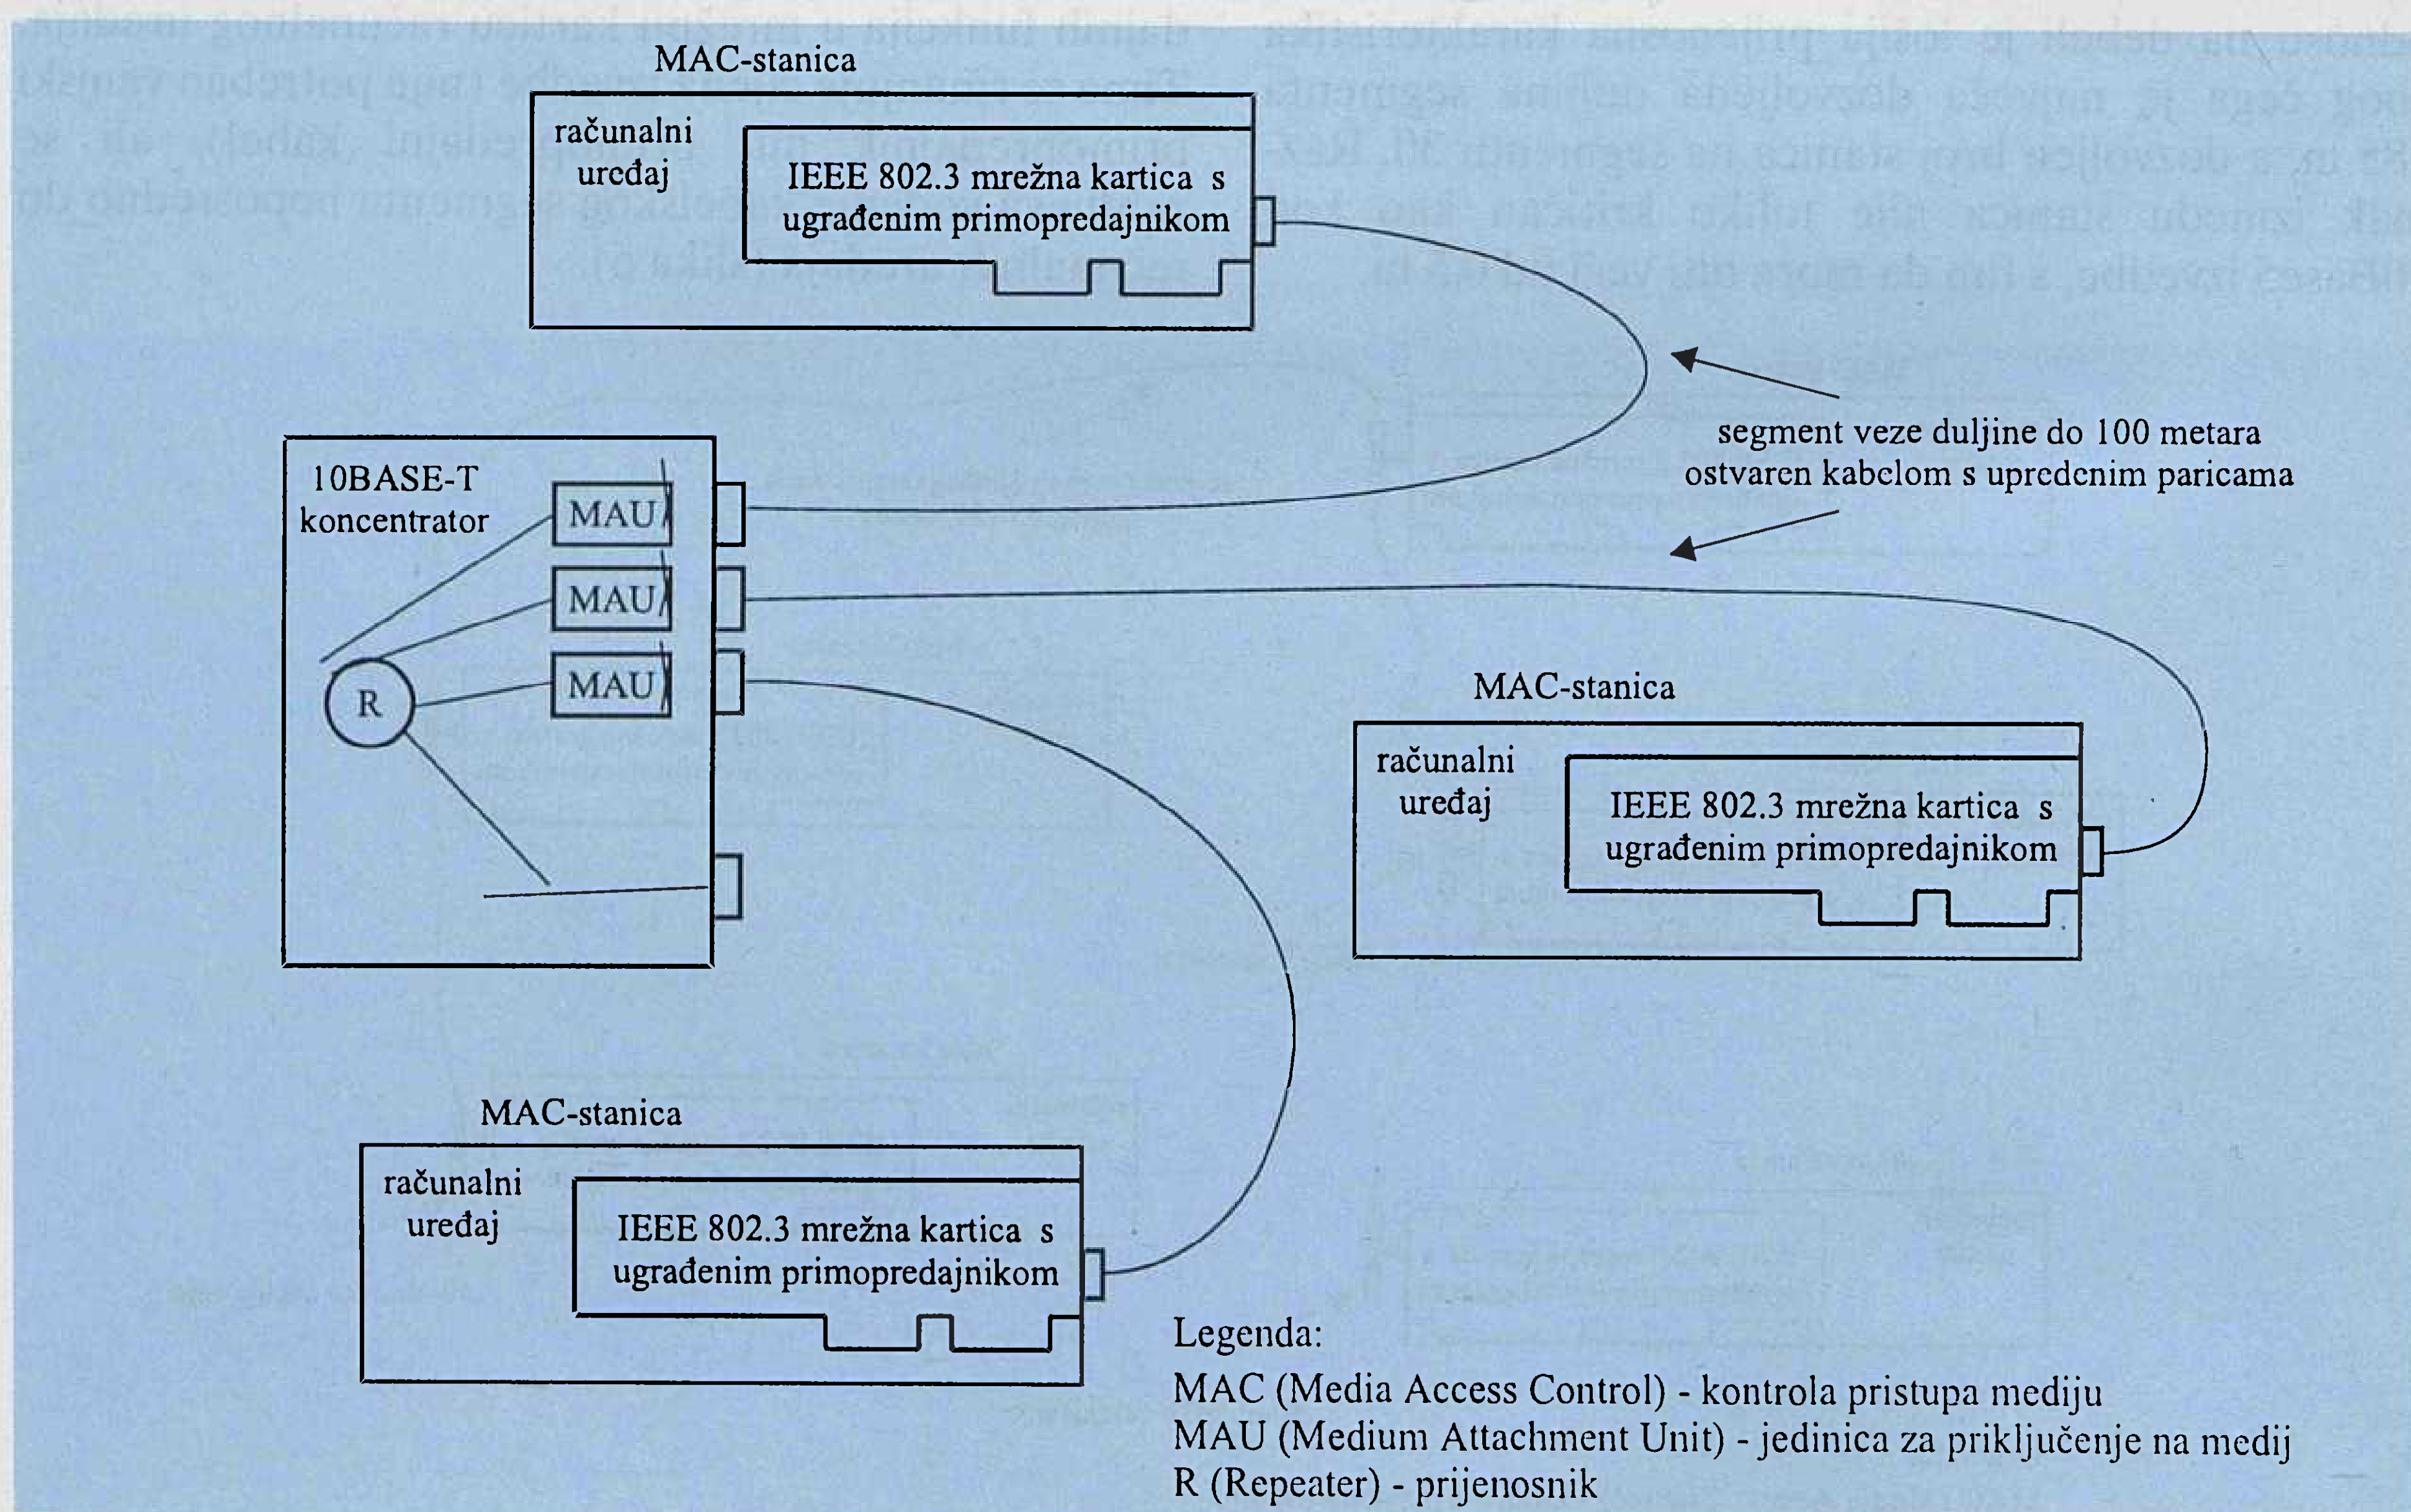 MAC-stanica
računalni
uređaj
IEEE 802.3 mrežna kartica s
ugrađenim primopredajnikom
segment veze duljine do 100 metara
ostvaren kabelom s upredenim paricama
10BASE-T
koncentrator
MAU
MAU
MAU
R
MAC-stanica
računalni
uređaj
IEEE 802.3 mrežna kartica s
ugrađenim primopredajnikom
MAC-stanica
računalni
uređaj
IEEE 802.3 mrežna kartica s
ugrađenim primopredajnikom
Legenda:
MAC (Media Access Control) - kontrola pristupa mediju
MAU (Medium Attachment Unit) - jedinica za priključenje na medij
R (Repeater) - prijenosnik